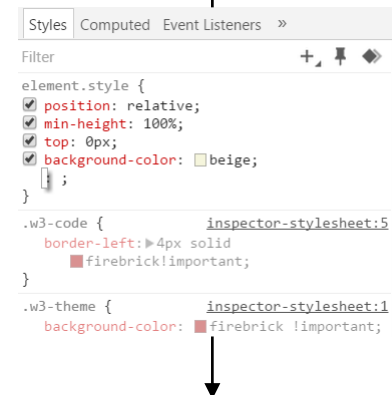 Styles Computed Event Listeners »
Filter
element.style {
position: relative;
min-height: 100%;
top: 0px;
background-color: beige;
: ;
}
.w3-code { inspector-stylesheet:5
border-left:▶4px solid
firebrick!important;
}
.w3-theme { inspector-stylesheet:1
background-color: firebrick !important;